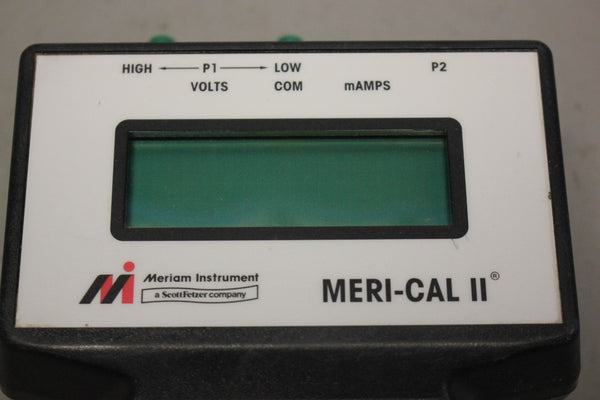 HIGH P1 LOW P2
VOLTS COM mAMPS
Meriam Instrument
a ScottFetzer company
MERI-CAL II®